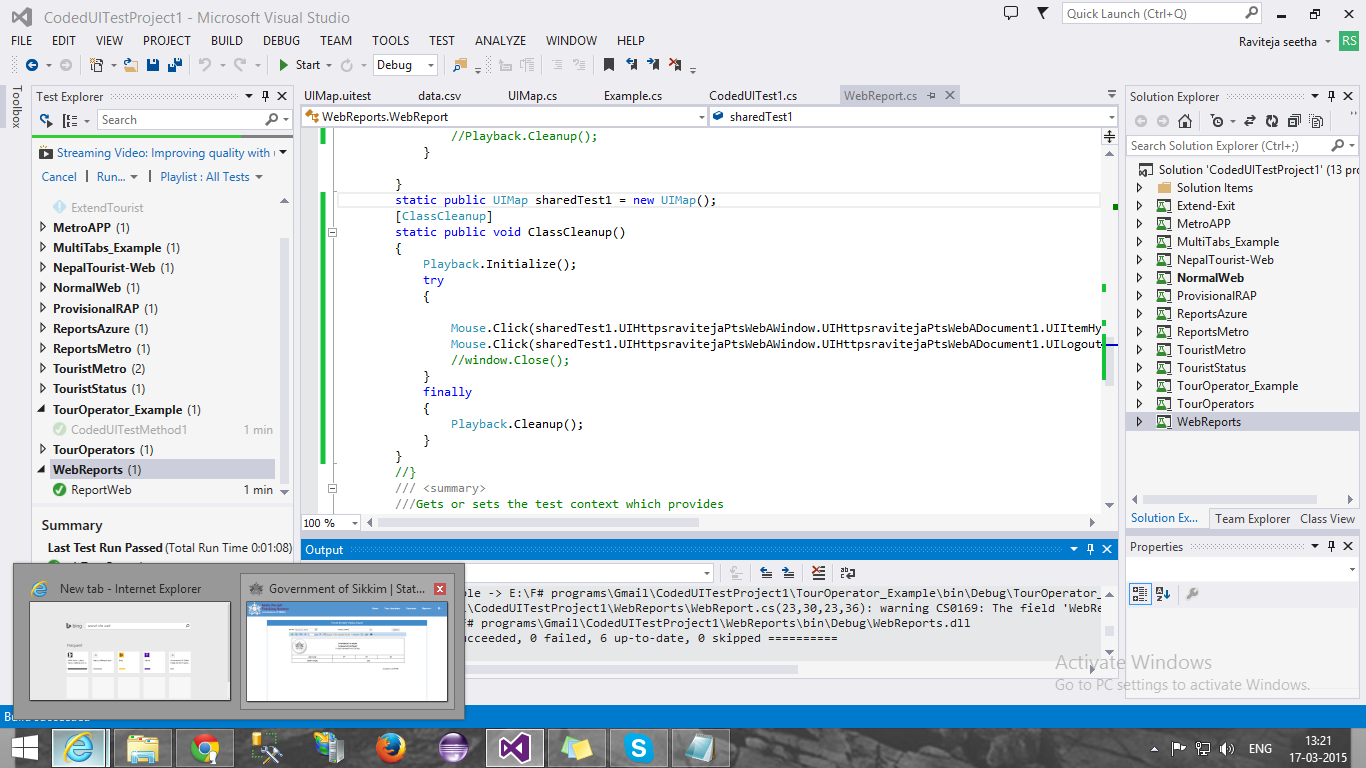 CodedUITestProject1 - Microsoft Visual Studio
Quick Launch (Ctrl+Q)
FILE EDIT VIEW PROJECT BUILD DEBUG TEAM TOOLS TEST ANALYZE WINDOW HELP
Raviteja seetha RS
Start Debug
Toolbox
Test Explorer
Search
Streaming Video: Improving quality with
Cancel | Run... | Playlist : All Tests
ExtendTourist
MetroAPP (1)
MultiTabs_Example (1)
NepalTourist-Web (1)
NormalWeb (1)
ProvisionalRAP (1)
ReportsAzure (1)
ReportsMetro (1)
TouristMetro (2)
TouristStatus (1)
TourOperator_Example (1)
CodedUITestMethod1 1 min
TourOperators (1)
WebReports (1)
ReportWeb 1 min
Summary
Last Test Run Passed (Total Run Time 0:01:08)
UIMap.uitest data.csv UIMap.cs Example.cs CodedUITest1.cs WebReport.cs
WebReports.WebReport sharedTest1
//Playback.Cleanup();
}
}
static public UIMap sharedTest1 = new UIMap();
[ClassCleanup]
static public void ClassCleanup()
{
Playback.Initialize();
try
{
Mouse.Click(sharedTest1.UIHttpsravitejaPtsWebAWindow.UIHttpsravitejaPtsWebADocument1.UIItemHy
Mouse.Click(sharedTest1.UIHttpsravitejaPtsWebAWindow.UIHttpsravitejaPtsWebADocument1.UILogout
//window.Close();
}
finally
{
Playback.Cleanup();
}
}
//}
/// <summary>
///Gets or sets the test context which provides
100 %
Output
ple -> E:\F# programs\Gmail\CodedUITestProject1\TourOperator_Example\bin\Debug\TourOperator_
l\CodedUITestProject1\WebReports\WebReport.cs(23,30,23,36): warning CS0169: The field 'WebRe
F# programs\Gmail\CodedUITestProject1\WebReports\bin\Debug\WebReports.dll
ucceeded, 0 failed, 6 up-to-date, 0 skipped ==========
Solution Explorer
Search Solution Explorer (Ctrl+;)
Solution 'CodedUITestProject1' (13 pro
Solution Items
Extend-Exit
MetroAPP
MultiTabs_Example
NepalTourist-Web
NormalWeb
ProvisionalRAP
ReportsAzure
ReportsMetro
TouristMetro
TouristStatus
TourOperator_Example
TourOperators
WebReports
Solution Ex... Team Explorer Class View
Properties
New tab - Internet Explorer
Government of Sikkim | Stat...
bing
Activate Windows
Go to PC settings to activate Windows.
ENG
13:21
17-03-2015